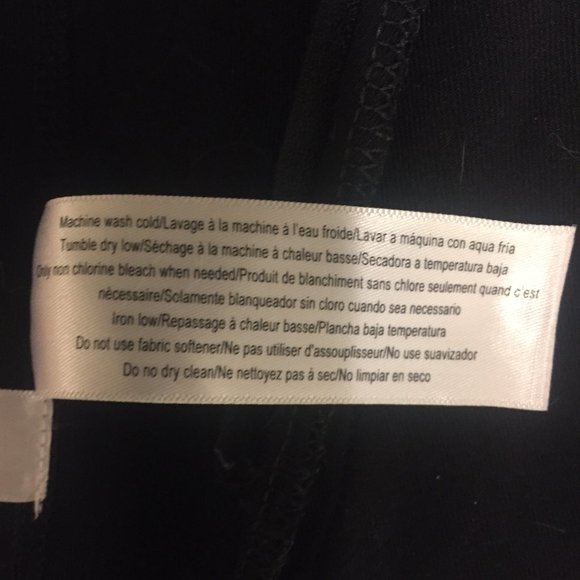 Machine wash cold/Lavage à la machine à l'eau froide/Lavar a máquina con aqua fria
Tumble dry low/Sèchage à la machine à chaleur basse/Secadora a temperatura baja
Only non chlorine bleach when needed/Produit de blanchiment sans chlore seulement quand c'est
nécessaire/Solamente blanqueador sin cloro cuando sea necessario
Iron low/Repassage à chaleur basse/Plancha baja temperatura
Do not use fabric softener/Ne pas utiliser d'assouplisseur/No use suavizador
Do no dry clean/Ne nettoyez pas à sec/No limpiar en seco